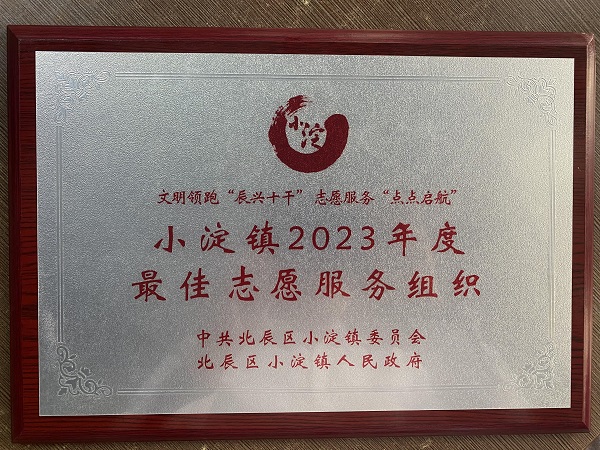 小淀
文明领跑“辰兴十干”志愿服务“点点启航”
小淀镇2023年度
最佳志愿服务组织
中共北辰区小淀镇委员会
北辰区小淀镇人民政府